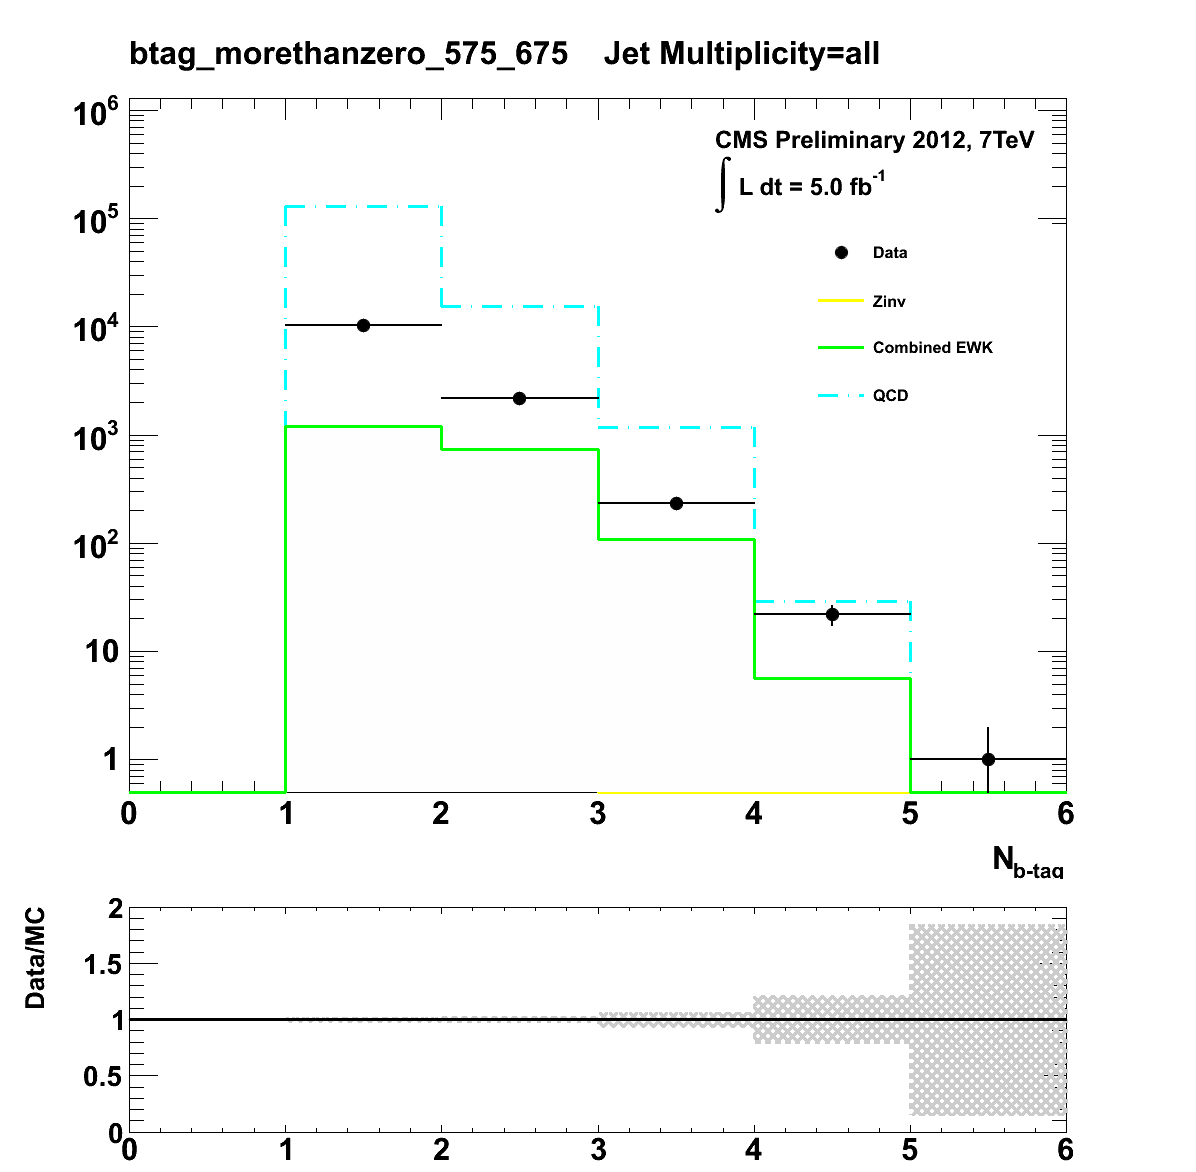 btag_morethanzero_575_675 Jet Multiplicity=all
10^6
CMS Preliminary 2012, 7TeV
∫ L dt = 5.0 fb^-1
10^5
Data
Zinv
10^4
Combined EWK
QCD
10^3
10^2
10
1
0 1 2 3 4 5 6
N_b-tag
Data/MC
2
1.5
1
0.5
0
0 1 2 3 4 5 6